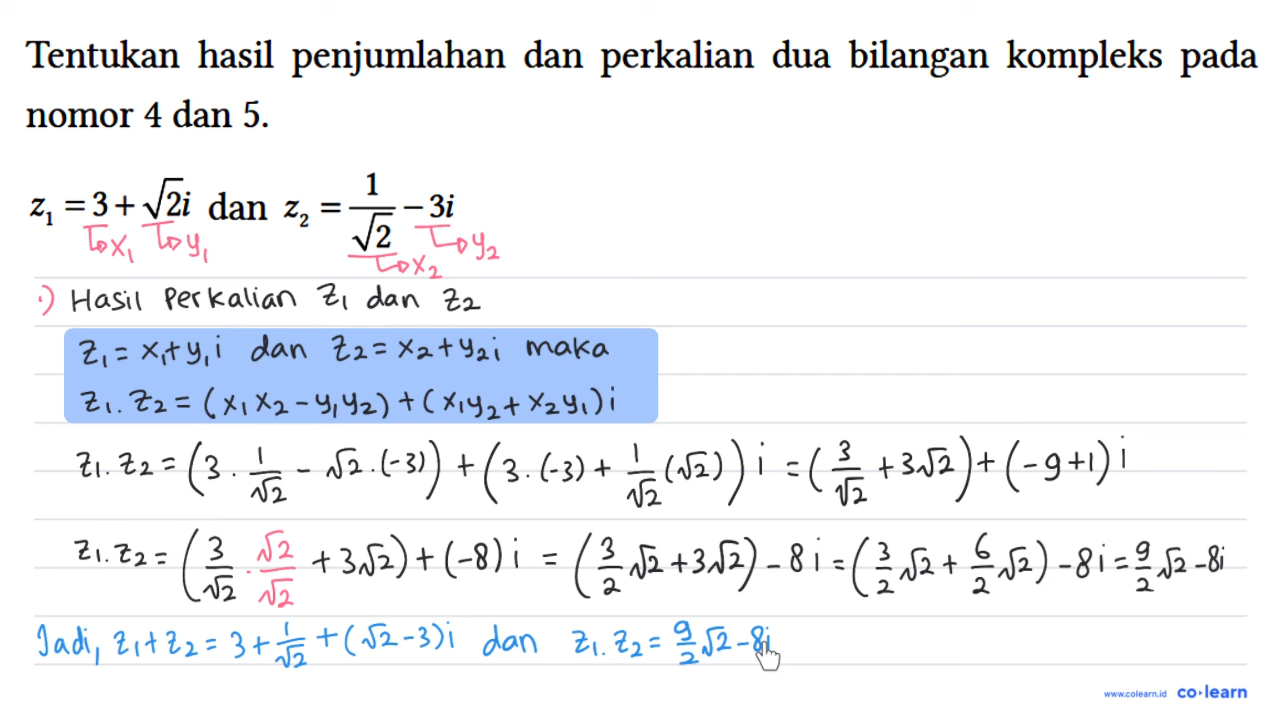 Tentukan hasil penjumlahan dan perkalian dua bilangan kompleks pada
nomor 4 dan 5.
z₁ = 3 + √2i dan z₂ = 1/√2 − 3i
↳ x₁ ↳ y₁ ↳ x₂ ↳ y₂
·) Hasil Perkalian z₁ dan z₂
z₁ = x₁ + y₁i dan z₂ = x₂ + y₂i maka
z₁. z₂ = (x₁x₂ − y₁y₂) + (x₁y₂ + x₂y₁)i
z₁. z₂ = (3 · 1/√2 − √2 · (−3)) + (3 · (−3) + 1/√2 (√2)) i = (3/√2 + 3√2) + (−9+1) i
z₁. z₂ = (3/√2 · √2/√2 + 3√2) + (−8) i = (3/2 √2 + 3√2) − 8i = (3/2 √2 + 6/2 √2) − 8i = 9/2 √2 − 8i
Jadi, z₁ + z₂ = 3 + 1/√2 + (√2 − 3)i dan z₁. z₂ = 9/2 √2 − 8i
www.colearn.id co·learn